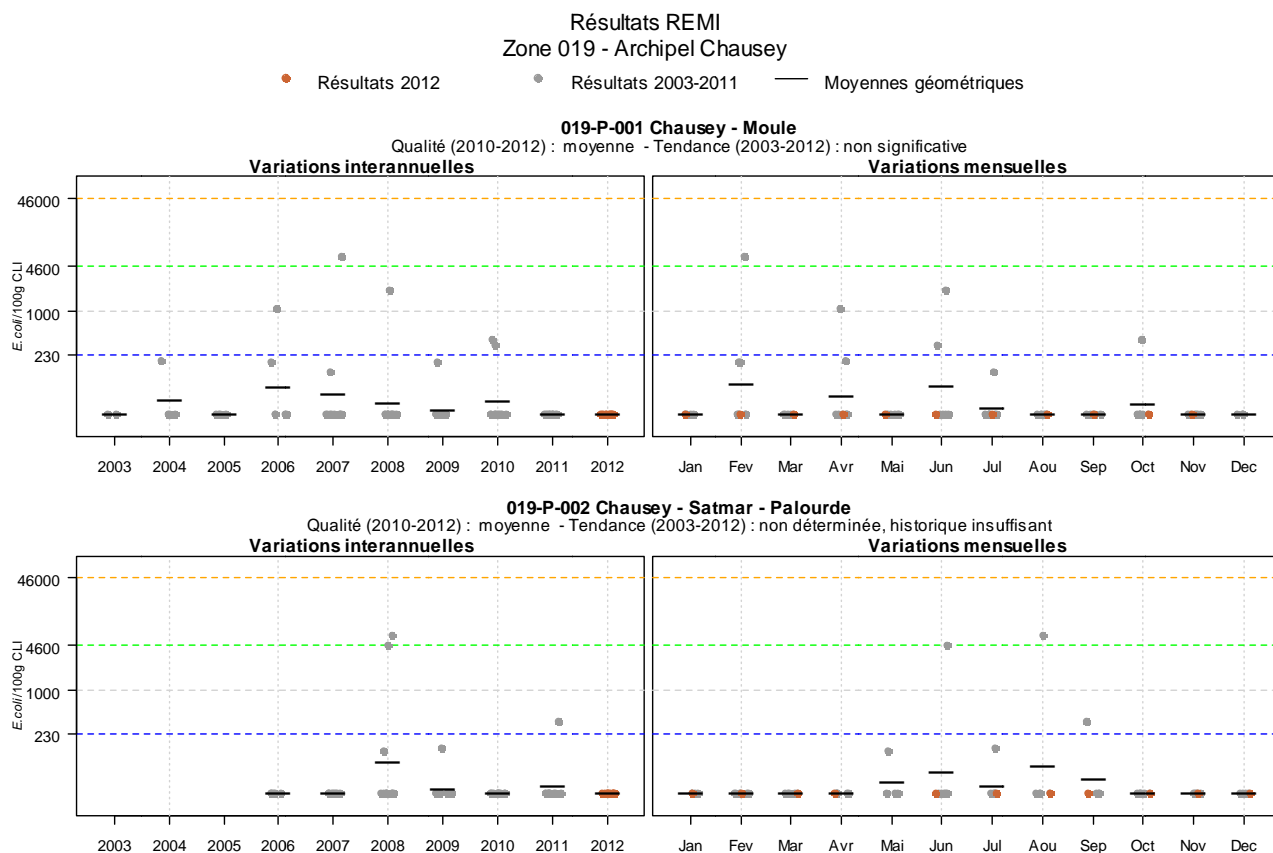 Résultats REMI
Zone 019 - Archipel Chausey
Résultats 2012 Résultats 2003-2011 Moyennes géométriques
019-P-001 Chausey - Moule
Qualité (2010-2012) : moyenne - Tendance (2003-2012) : non significative
Variations interannuelles Variations mensuelles
46000
4600
1000
230
E.coli/100g CLI
2003 2004 2005 2006 2007 2008 2009 2010 2011 2012 Jan Fev Mar Avr Mai Jun Jul Aou Sep Oct Nov Dec
019-P-002 Chausey - Satmar - Palourde
Qualité (2010-2012) : moyenne - Tendance (2003-2012) : non déterminée, historique insuffisant
Variations interannuelles Variations mensuelles
46000
4600
1000
230
E.coli/100g CLI
2003 2004 2005 2006 2007 2008 2009 2010 2011 2012 Jan Fev Mar Avr Mai Jun Jul Aou Sep Oct Nov Dec